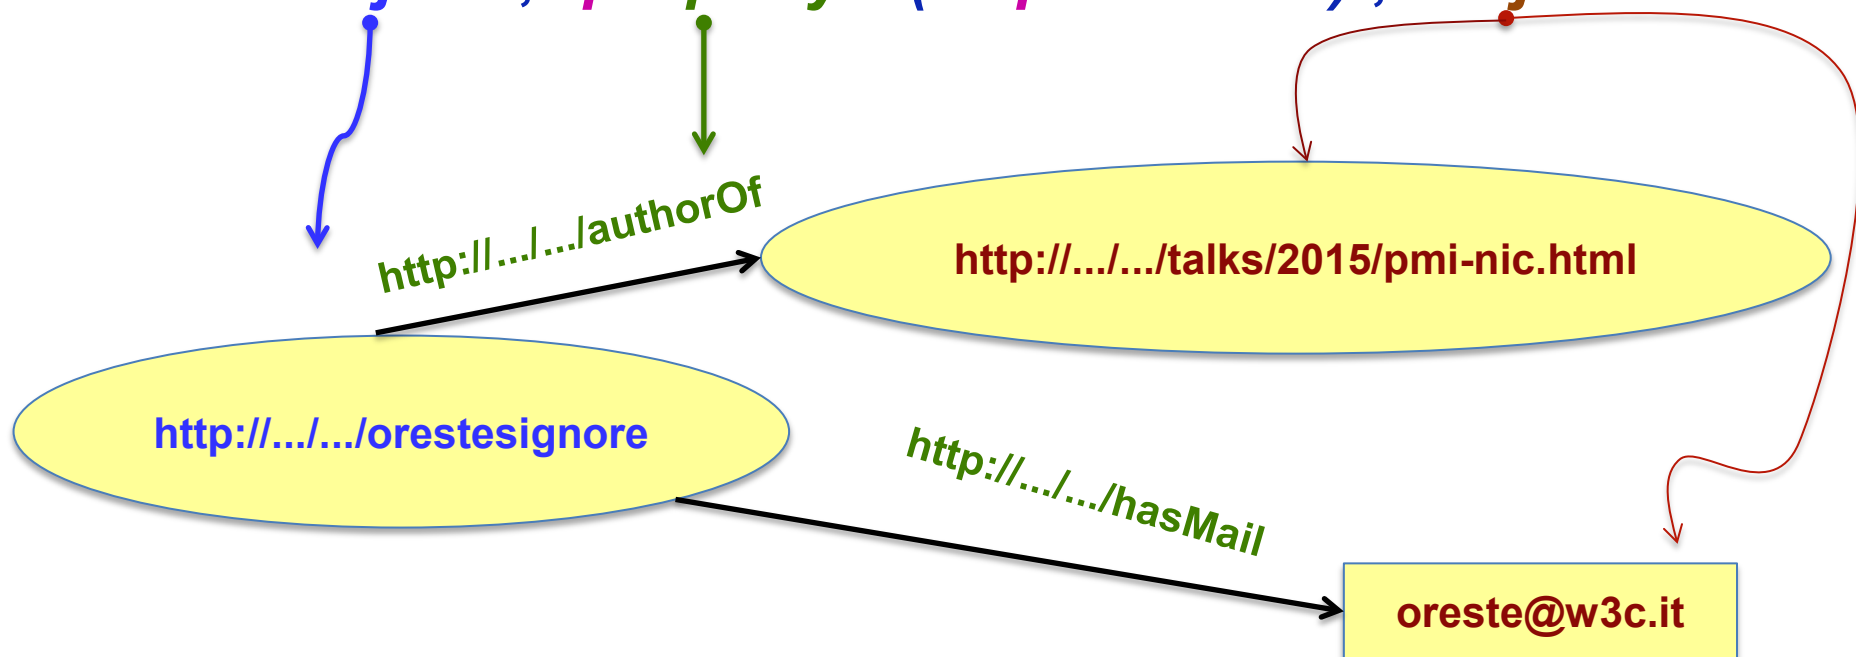 http://.../.../authorOf
http://.../.../talks/2015/pmi-nic.html
http://.../.../orestesignore
http://.../.../hasMail
oreste@w3c.it